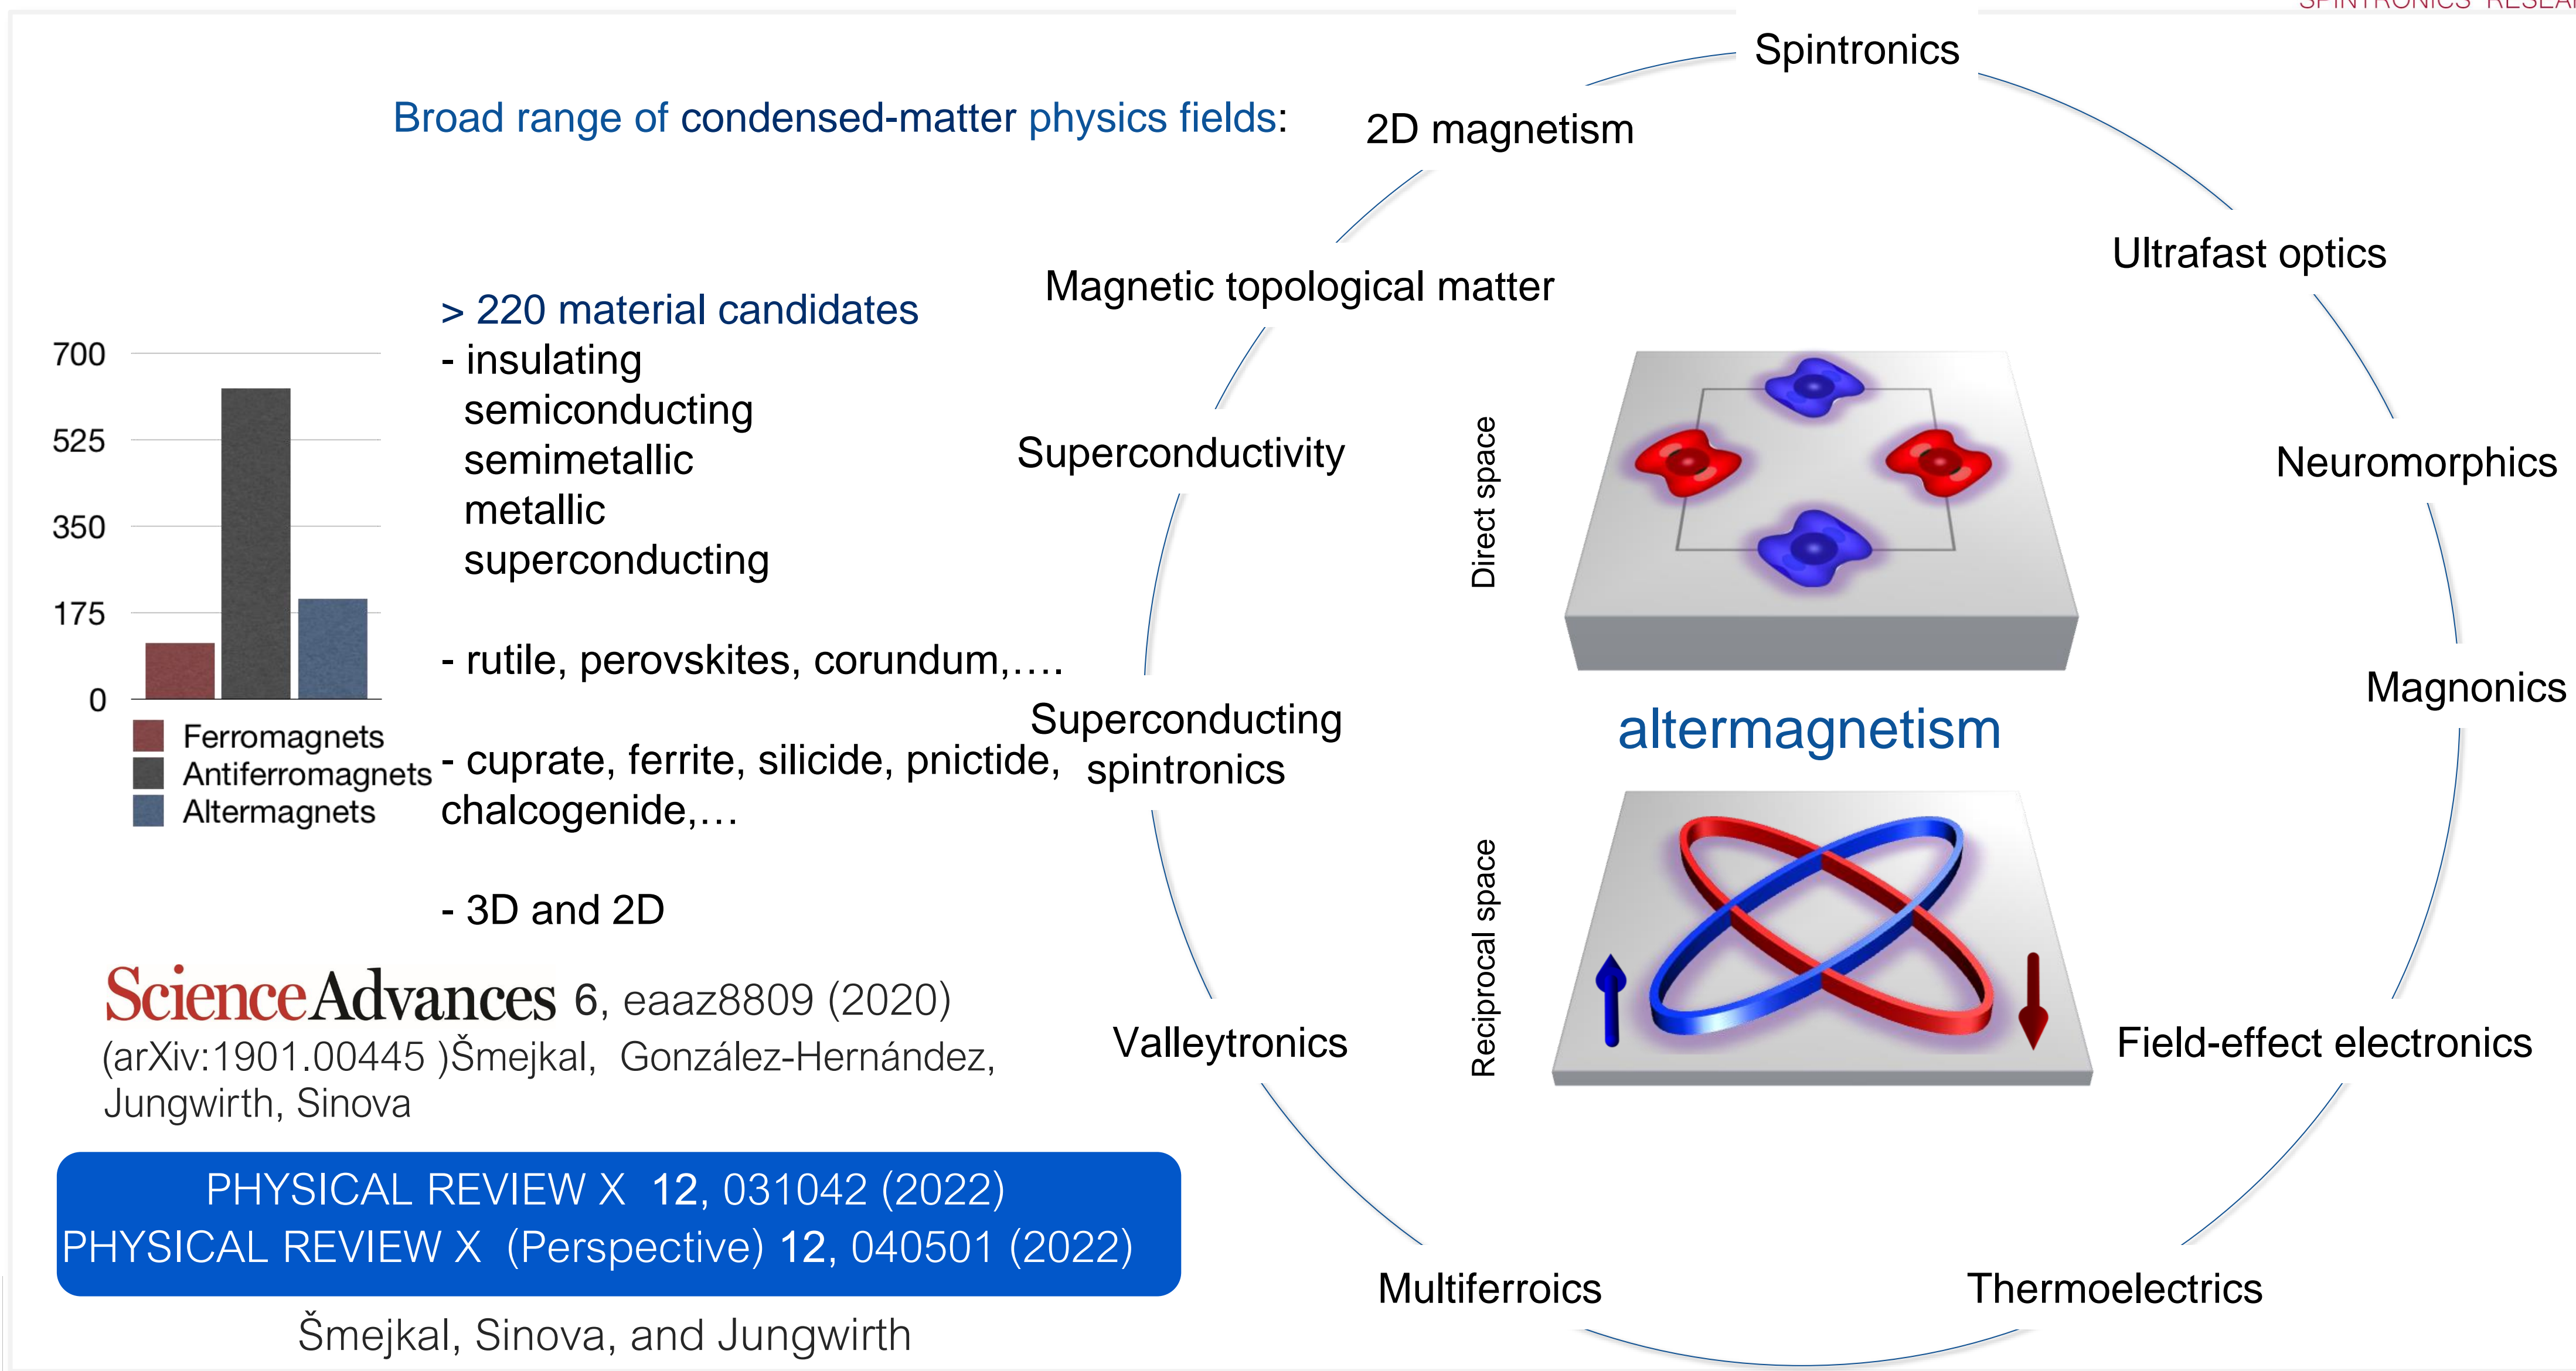 SPINTRONICS RESEAR
Broad range of condensed-matter physics fields:
Spintronics
2D magnetism
Ultrafast optics
Magnetic topological matter
Superconductivity
Neuromorphics
Magnonics
Superconducting
spintronics
Valleytronics
Field-effect electronics
Multiferroics
Thermoelectrics
> 220 material candidates
- insulating
semiconducting
semimetallic
metallic
superconducting
- rutile, perovskites, corundum,....
- cuprate, ferrite, silicide, pnictide,
chalcogenide,...
- 3D and 2D
700
525
350
175
0
Ferromagnets
Antiferromagnets
Altermagnets
Direct space
altermagnetism
Reciprocal space
ScienceAdvances 6, eaaz8809 (2020)
(arXiv:1901.00445 )Šmejkal, González-Hernández,
Jungwirth, Sinova
PHYSICAL REVIEW X 12, 031042 (2022)
PHYSICAL REVIEW X (Perspective) 12, 040501 (2022)
Šmejkal, Sinova, and Jungwirth